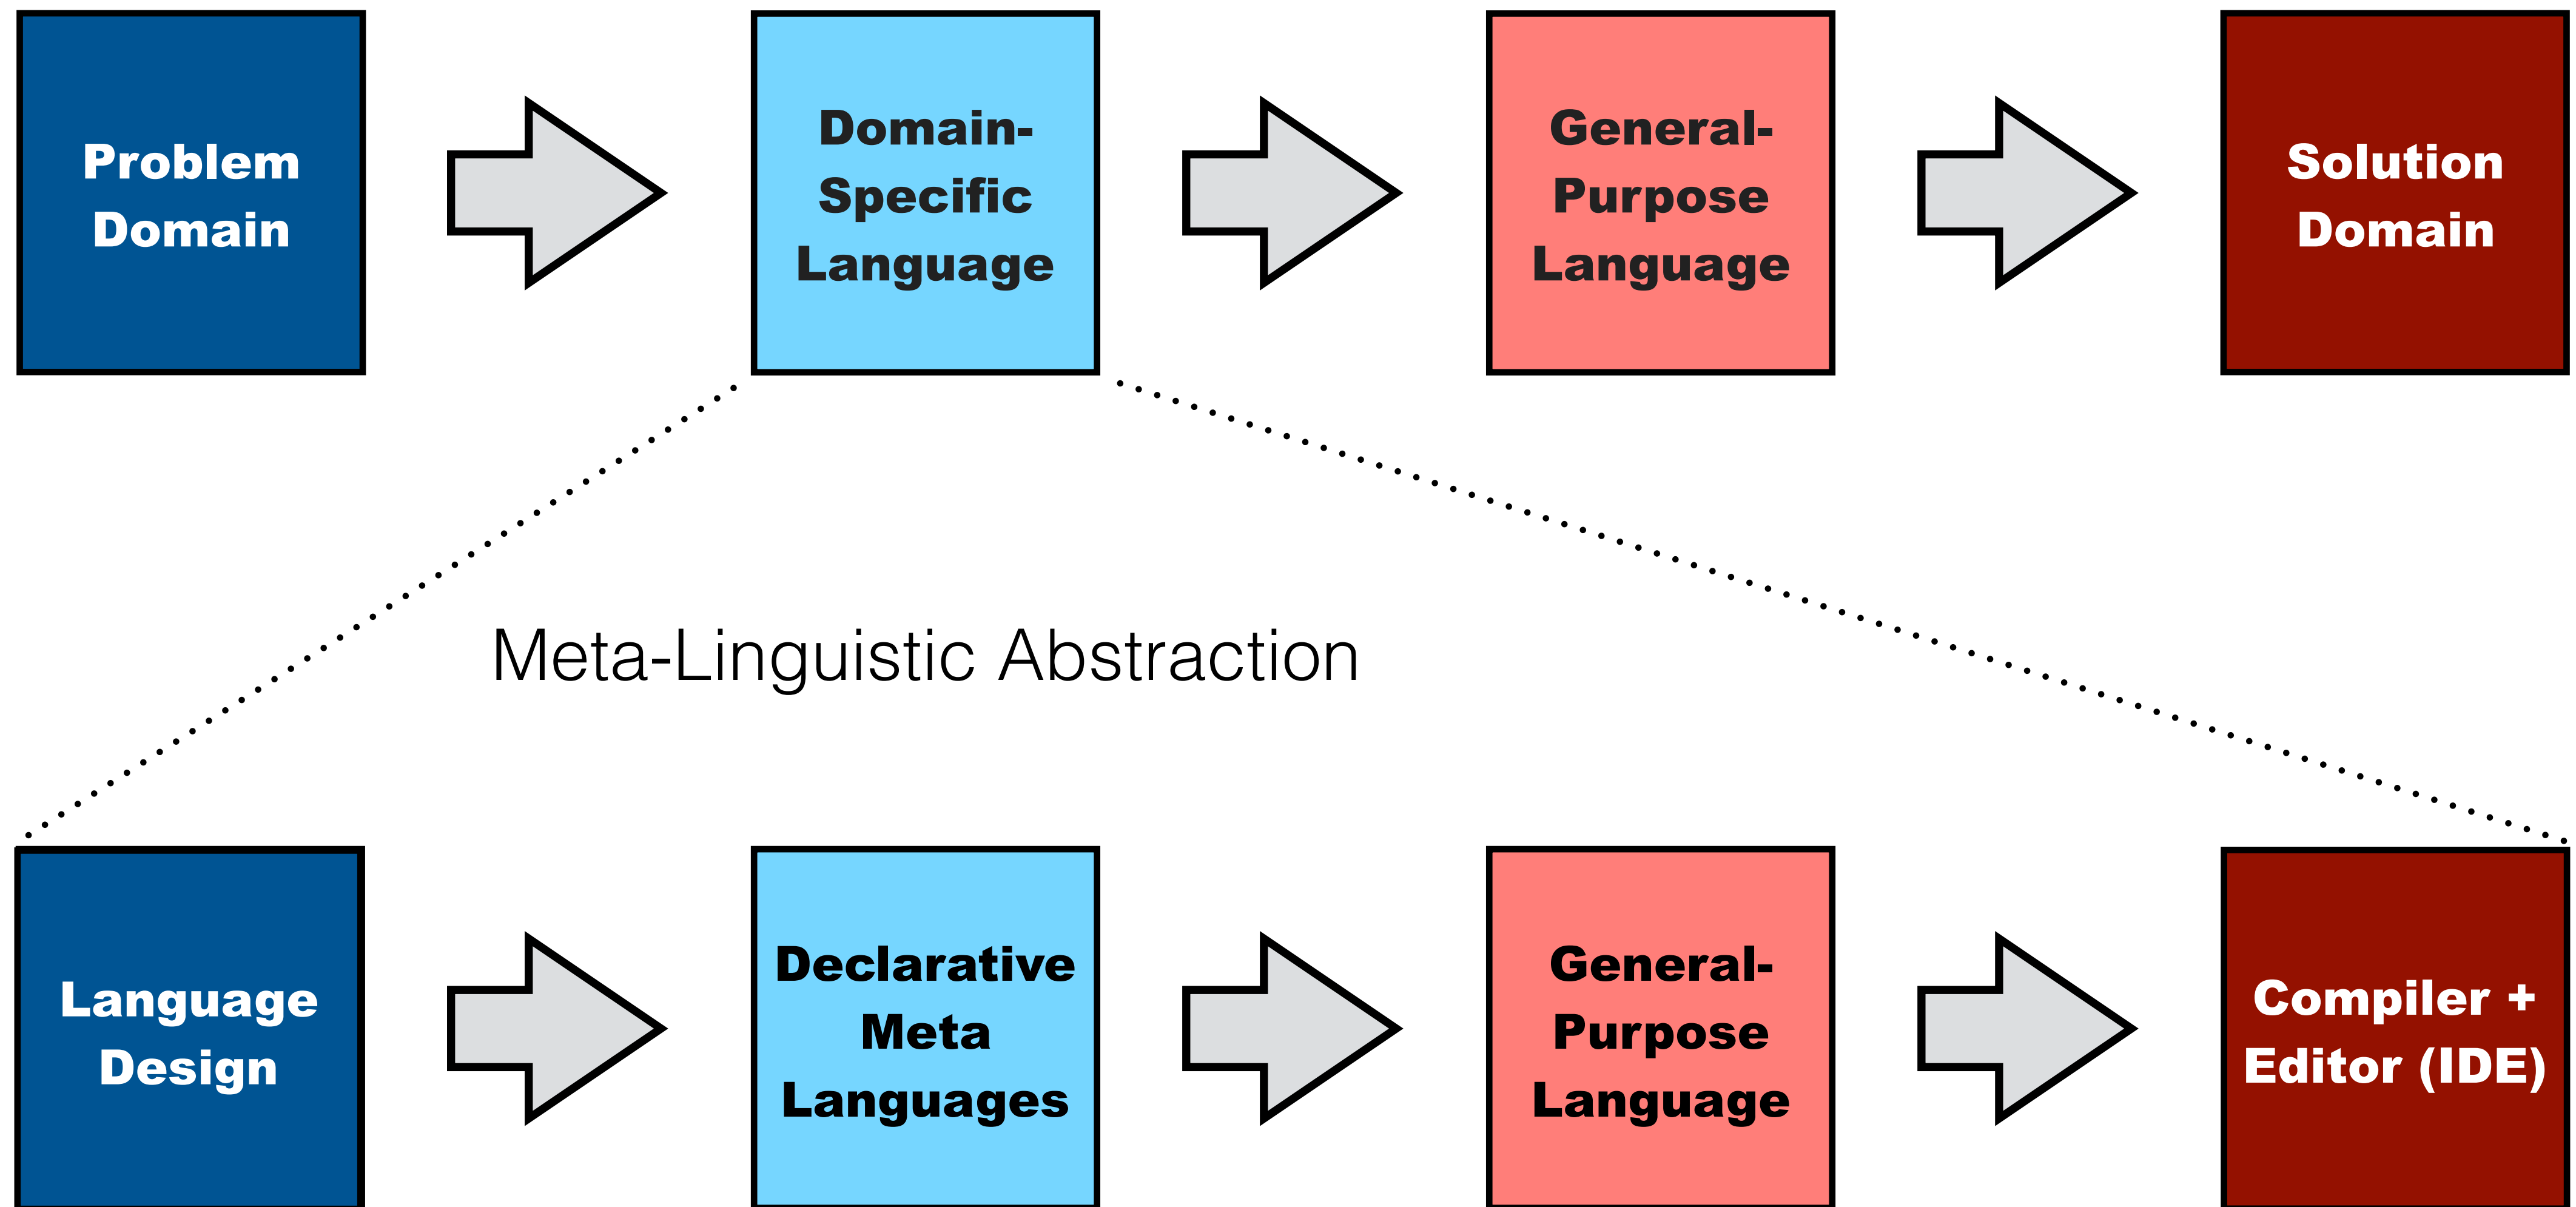 Problem
Domain
Domain-
Specific
Language
General-
Purpose
Language
Solution
Domain
Meta-Linguistic Abstraction
Language
Design
Declarative
Meta
Languages
General-
Purpose
Language
Compiler +
Editor (IDE)